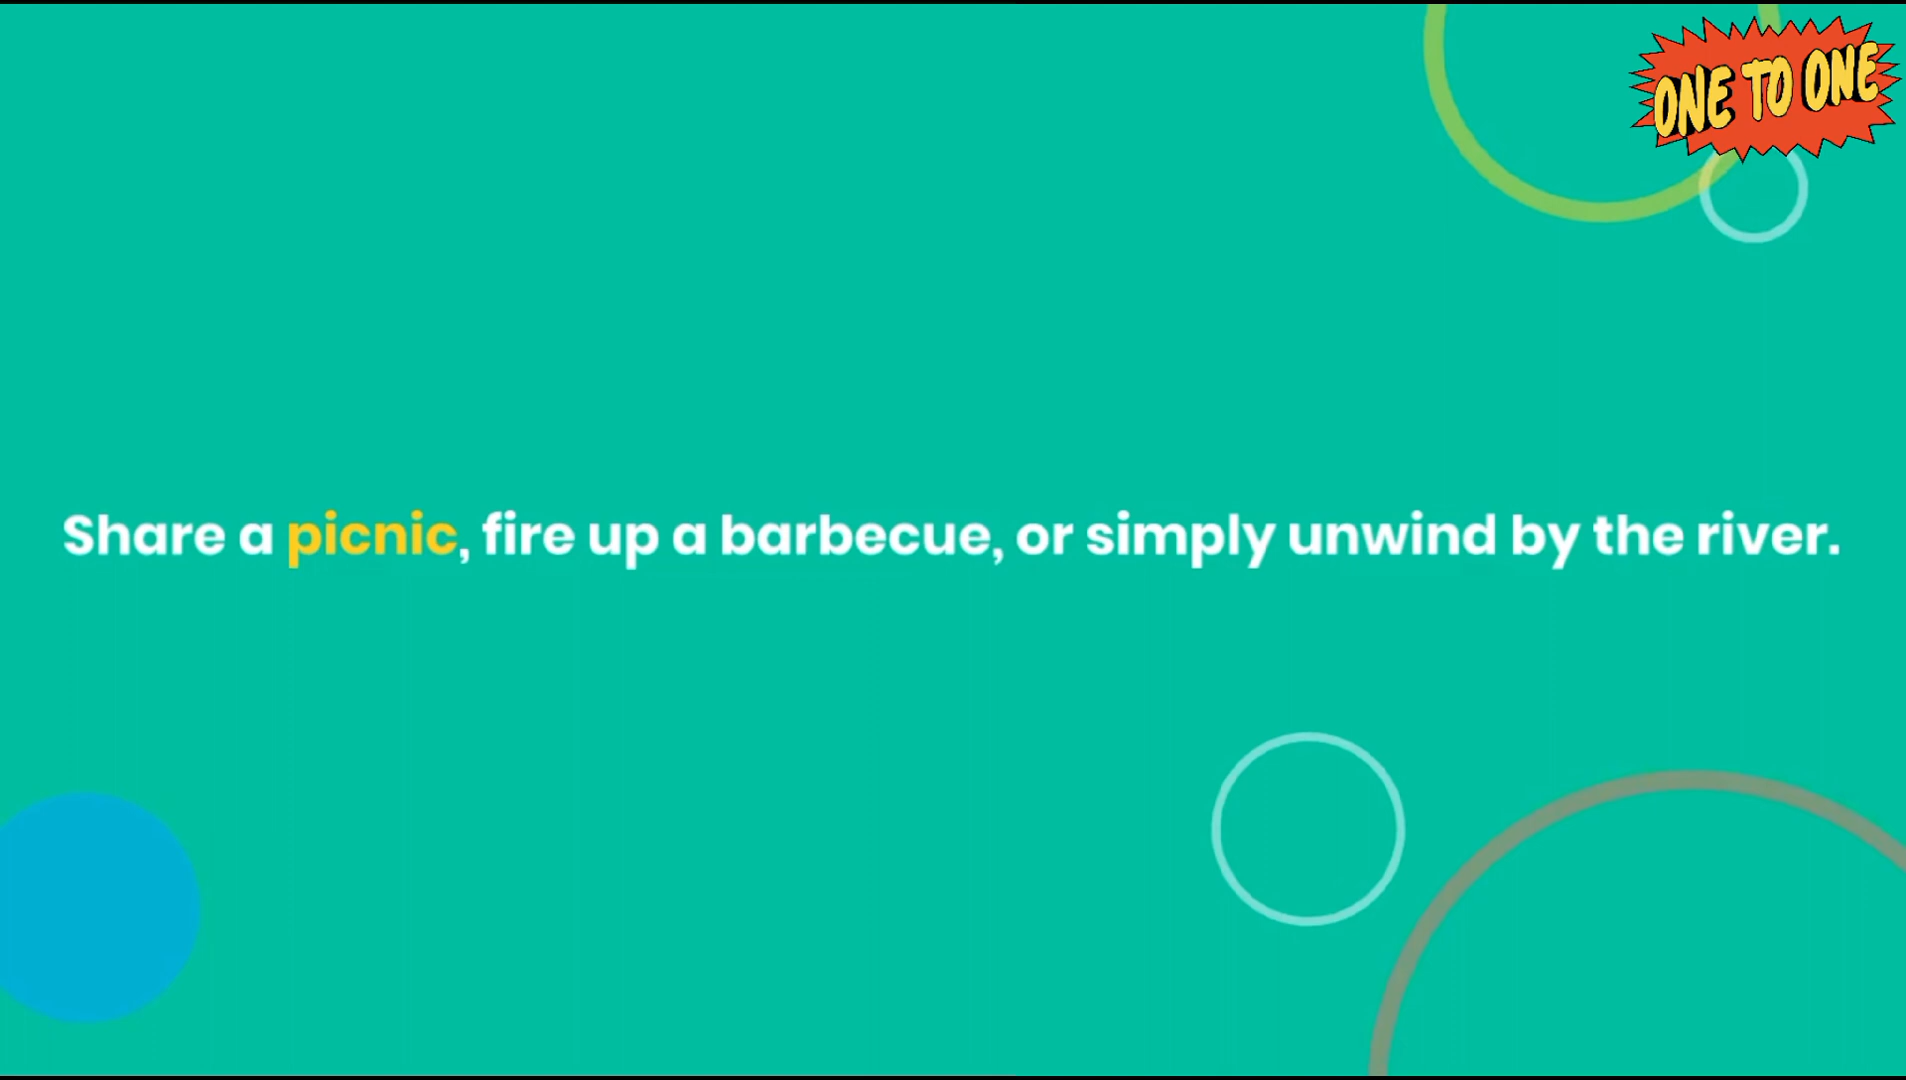 ONE TO ONE
Share a picnic, fire up a barbecue, or simply unwind by the river.